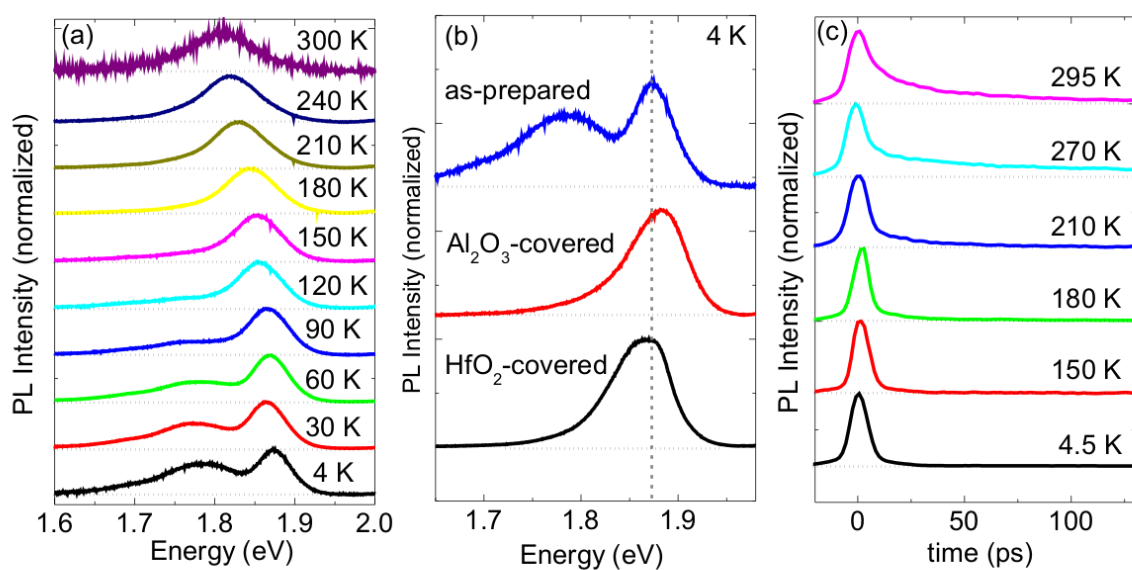 (a)
300 K
240 K
210 K
180 K
150 K
120 K
90 K
60 K
30 K
4 K
PL Intensity (normalized)
1.6 1.7 1.8 1.9 2.0
Energy (eV)
(b)
4 K
as-prepared
Al₂O₃-covered
HfO₂-covered
PL Intensity (normalized)
1.7 1.8 1.9
Energy (eV)
(c)
295 K
270 K
210 K
180 K
150 K
4.5 K
PL Intensity (normalized)
0 50 100
time (ps)